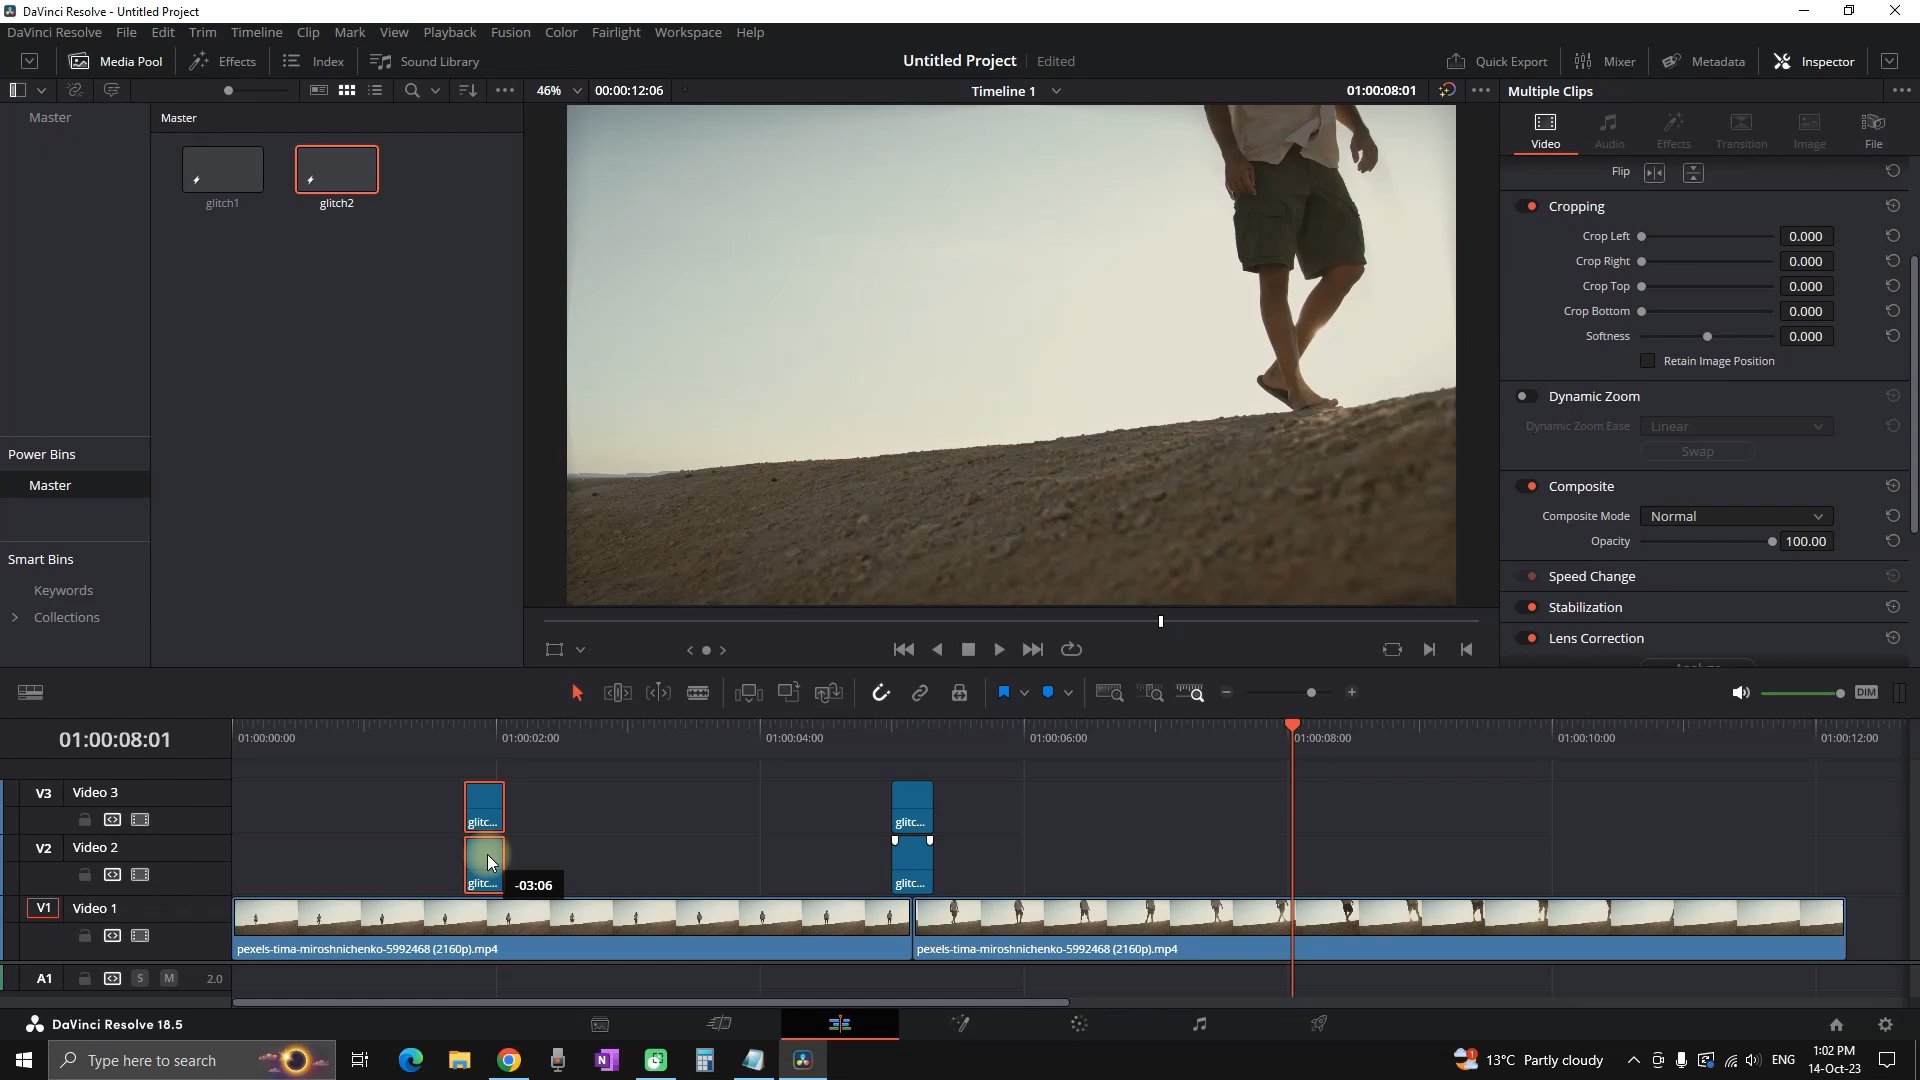 DaVinci Resolve - Untitled Project
DaVinci Resolve File Edit Trim Timeline Clip Mark View Playback Fusion Color Fairlight Workspace Help
Media Pool Effects Index Sound Library Untitled Project Edited Quick Export Mixer Metadata Inspector
46% 00:00:12:06 Timeline 1 01:00:08:01 Multiple Clips
Master Master
Video Audio Effects Transition Image File
Flip
glitch1 glitch2
Cropping
Crop Left 0.000
Crop Right 0.000
Crop Top 0.000
Crop Bottom 0.000
Softness 0.000
Retain Image Position
Dynamic Zoom
Dynamic Zoom Ease Linear
Swap
Power Bins
Master
Composite
Composite Mode Normal
Opacity 100.00
Smart Bins
Keywords
Collections
Speed Change
Stabilization
Lens Correction
Analyze
DIM
01:00:08:01 01:00:00:00 01:00:02:00 01:00:04:00 01:00:06:00 01:00:08:00 01:00:10:00 01:00:12:00
V3 Video 3
glitc... glitc...
V2 Video 2
glitc... -03:06 glitc...
V1 Video 1
pexels-tima-miroshnichenko-5992468 (2160p).mp4 pexels-tima-miroshnichenko-5992468 (2160p).mp4
A1 S M 2.0
DaVinci Resolve 18.5
Type here to search 13°C Partly cloudy ENG 1:02 PM
14-Oct-23